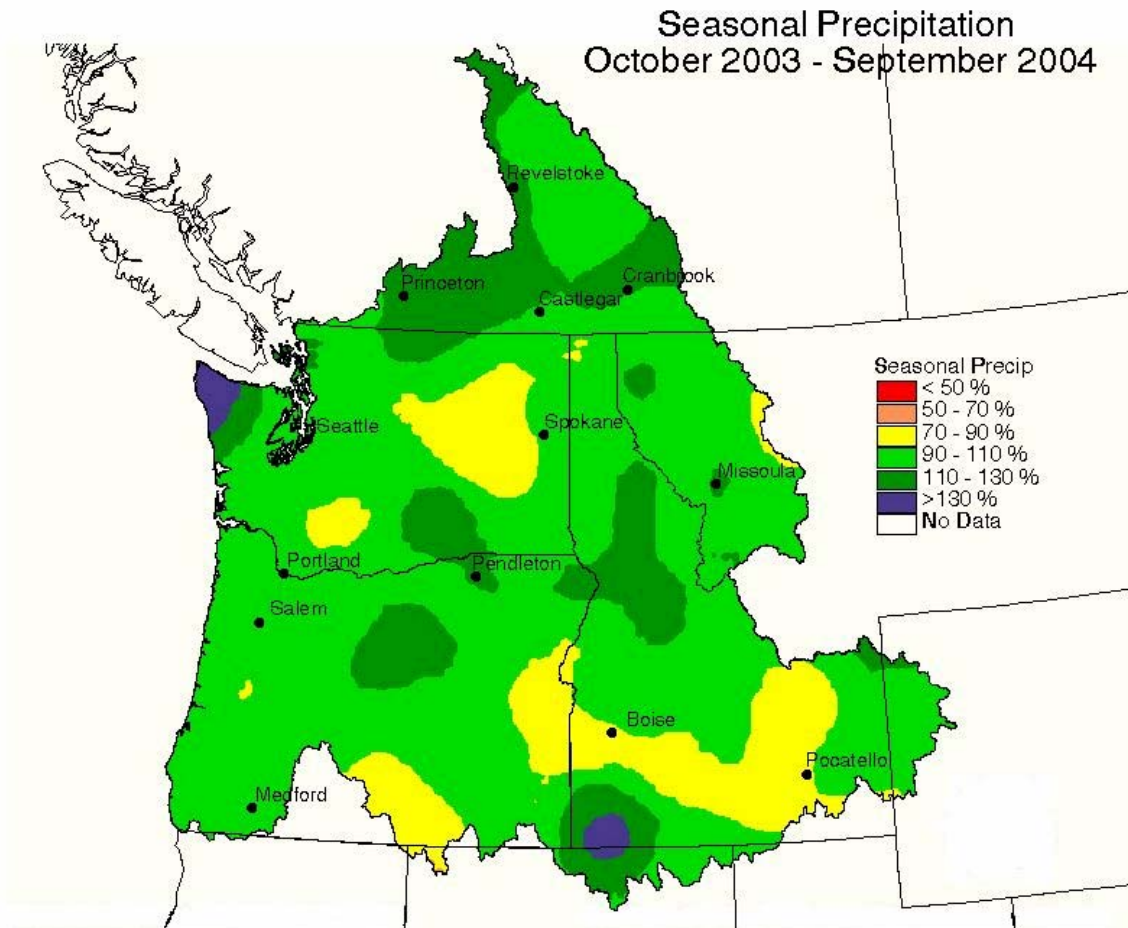 Seasonal Precipitation
October 2003 - September 2004
Revelstoke
Princeton
Cranbrook
Castlegar
Seasonal Precip
< 50 %
50 - 70 %
70 - 90 %
90 - 110 %
110 - 130 %
>130 %
No Data
Seattle
Spokane
Missoula
Portland
Pendleton
Salem
Boise
Pocatello
Medford